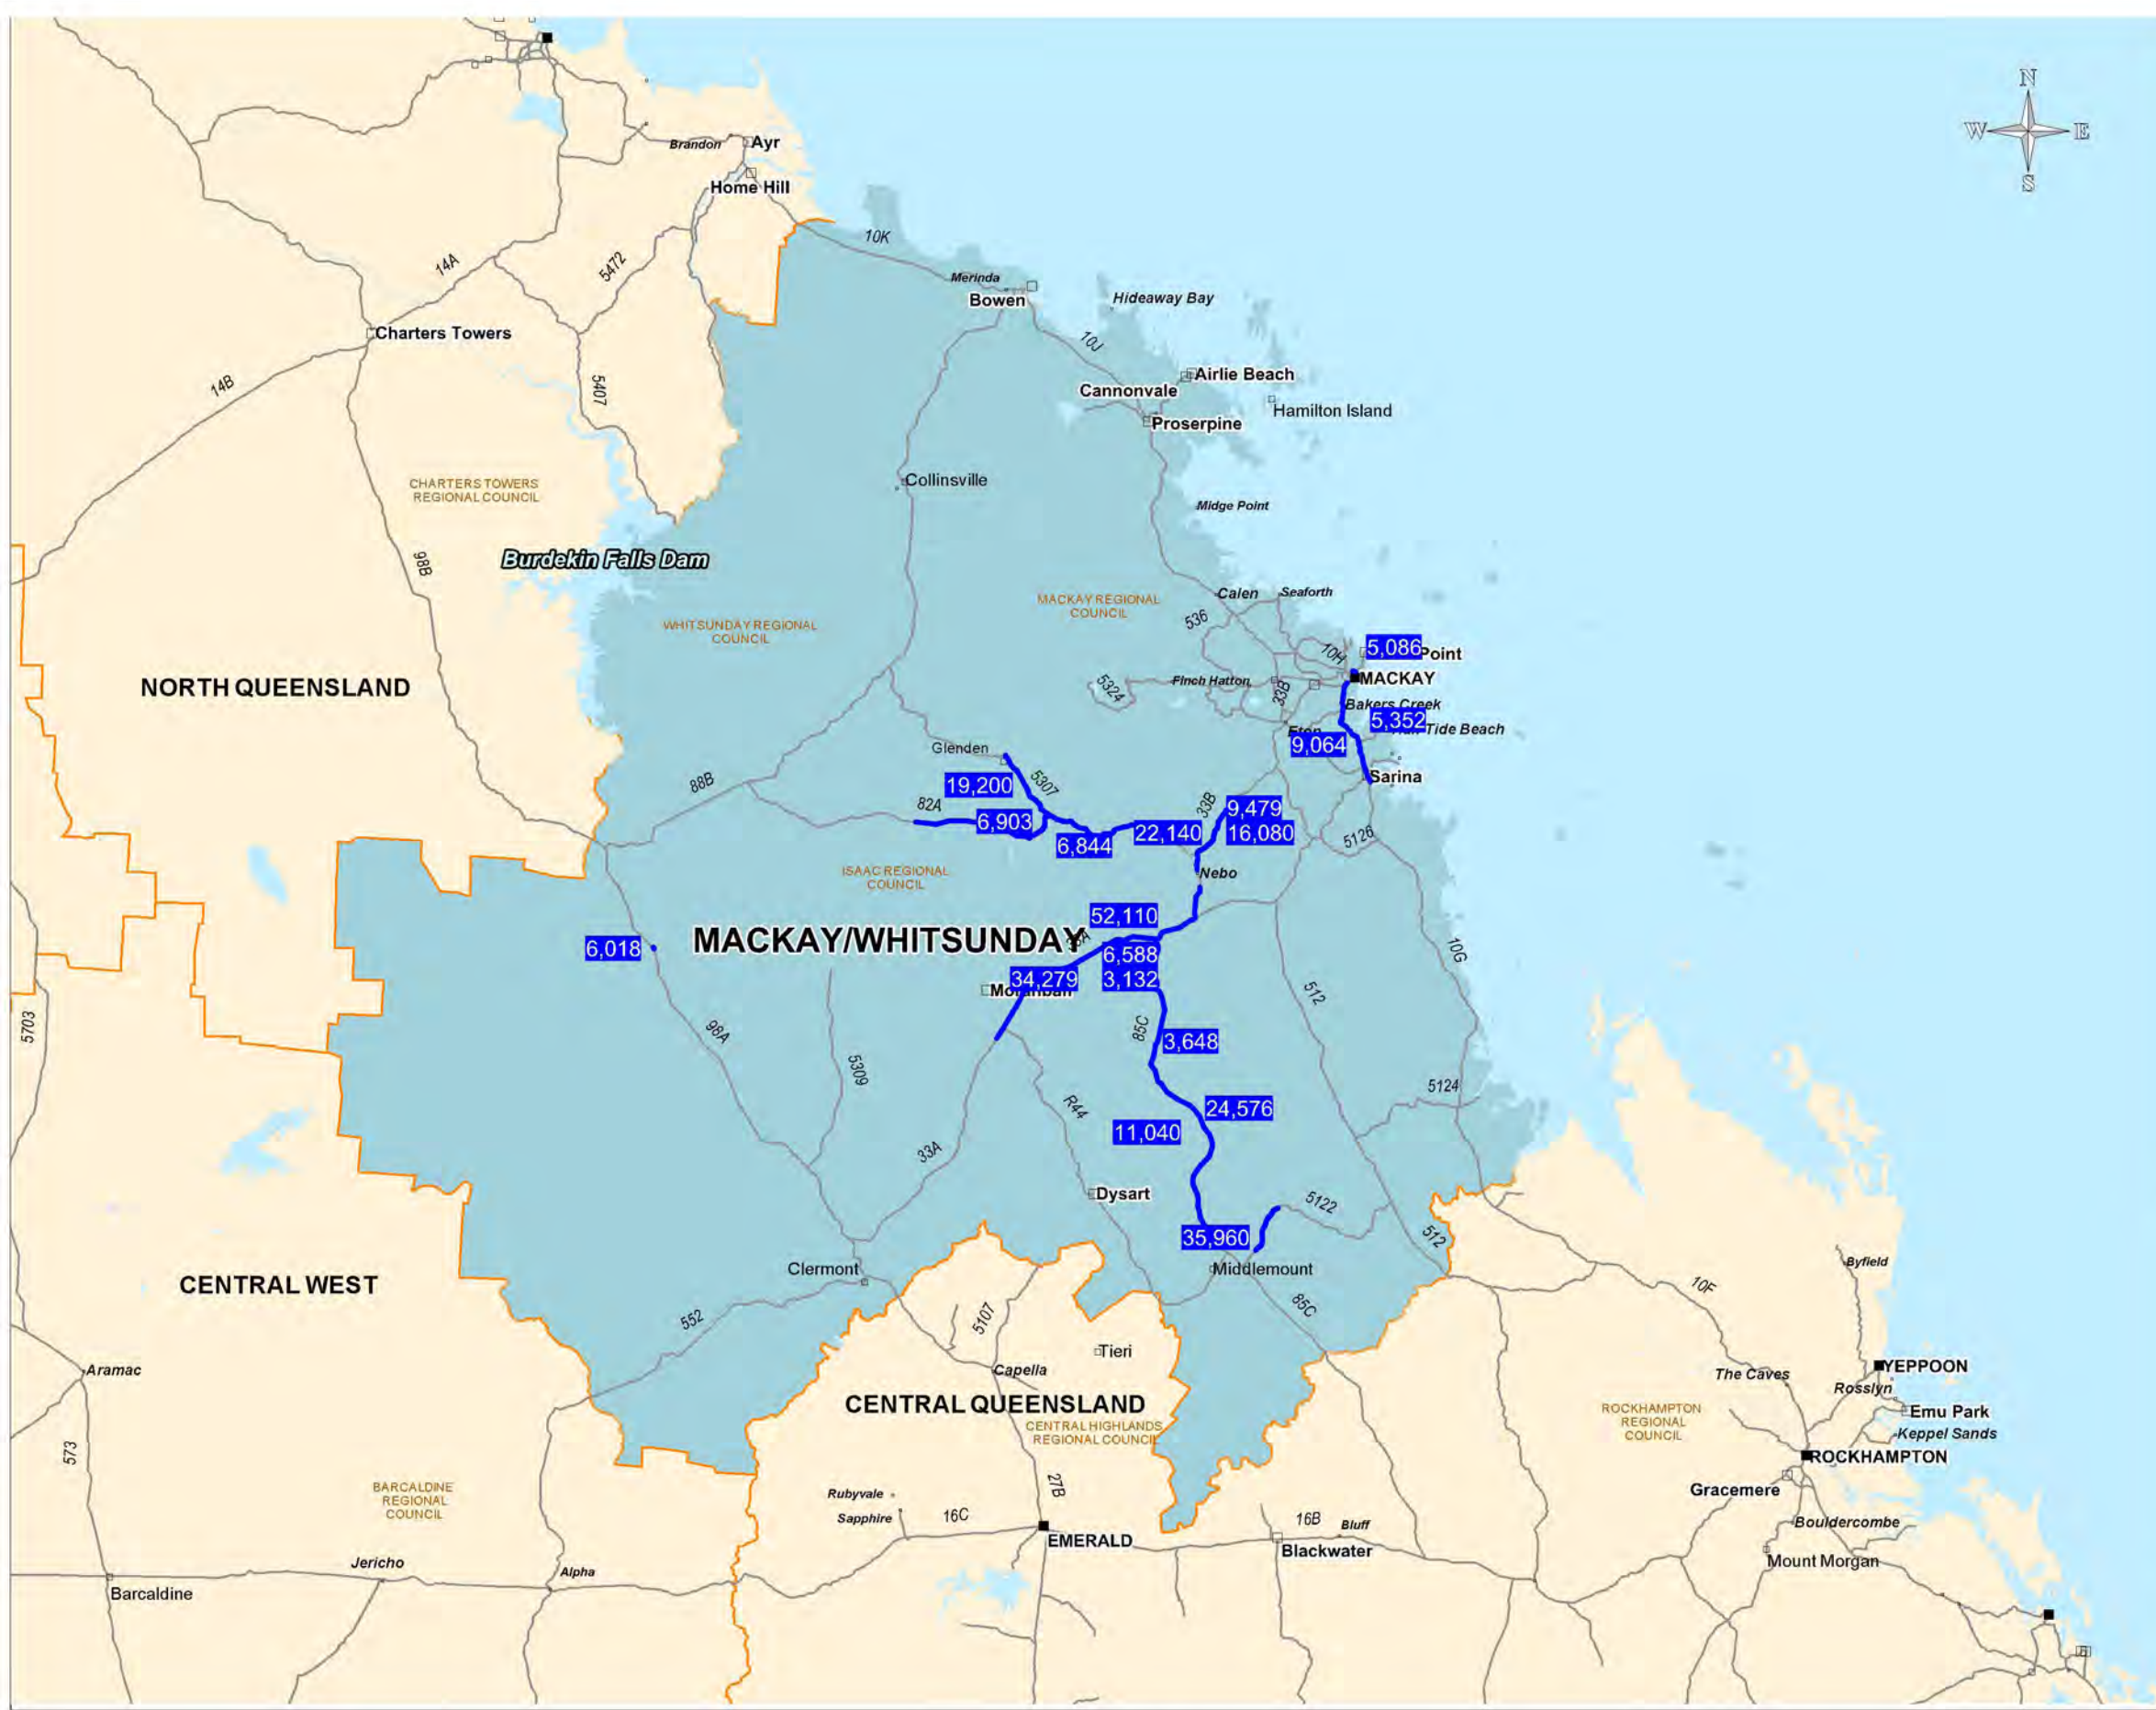 N
W
E
S
Brandon
Ayr
Home Hill
10K
14A
5472
Merinda
Bowen
Hideaway Bay
Charters Towers
10J
14B
5407
Airlie Beach
Cannonvale
Hamilton Island
Proserpine
CHARTERS TOWERS
REGIONAL COUNCIL
Collinsville
Midge Point
98B
Burdekin Falls Dam
Calen
Seaforth
MACKAY REGIONAL
COUNCIL
536
WHITSUNDAY REGIONAL
COUNCIL
5,086
Point
10H
NORTH QUEENSLAND
MACKAY
5324
Finch Hatton
33B
Bakers Creek
5,352
Tide Beach
Eton
9,064
Glenden
Sarina
88B
19,200
5307
82A
33B
9,479
6,903
22,140
16,080
6,844
5126
ISAAC REGIONAL
COUNCIL
Nebo
52,110
MACKAY/WHITSUNDAY
33A
6,018
6,588
10G
34,279
3,132
Moranbah
512
5703
98A
85C
3,648
5309
5124
R44
24,576
11,040
33A
Dysart
5122
35,960
512
Clermont
Middlemount
Byfield
CENTRAL WEST
10F
85C
552
5107
Tieri
Aramac
Capella
The Caves
YEPPOON
Rosslyn
CENTRAL QUEENSLAND
CENTRAL HIGHLANDS
REGIONAL COUNCIL
ROCKHAMPTON
REGIONAL
COUNCIL
Emu Park
Keppel Sands
573
ROCKHAMPTON
BARCALDINE
REGIONAL
COUNCIL
27B
Rubyvale
Gracemere
Sapphire
16C
16B
Bluff
Bouldercombe
EMERALD
Blackwater
Jericho
Alpha
Mount Morgan
Barcaldine